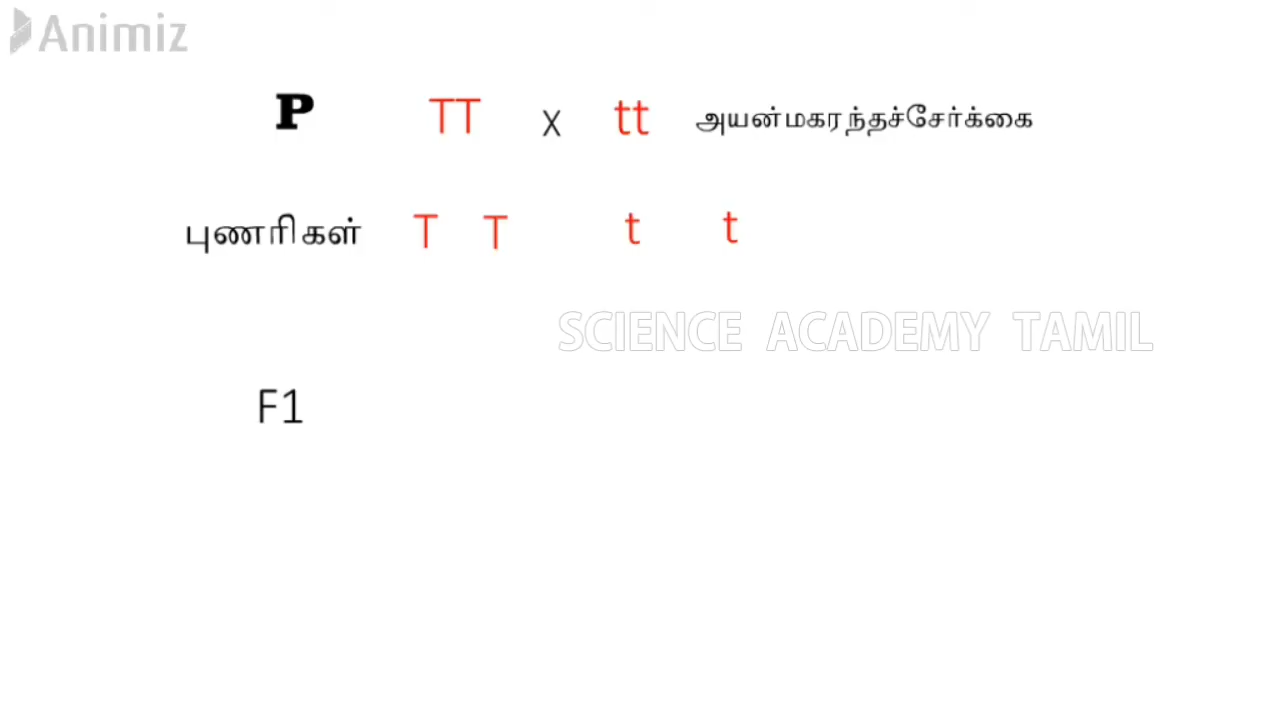 Animiz
P TT x tt அயன்மகரந்தச்சேர்க்கை
புணரிகள் T T t t
SCIENCE ACADEMY TAMIL
F1